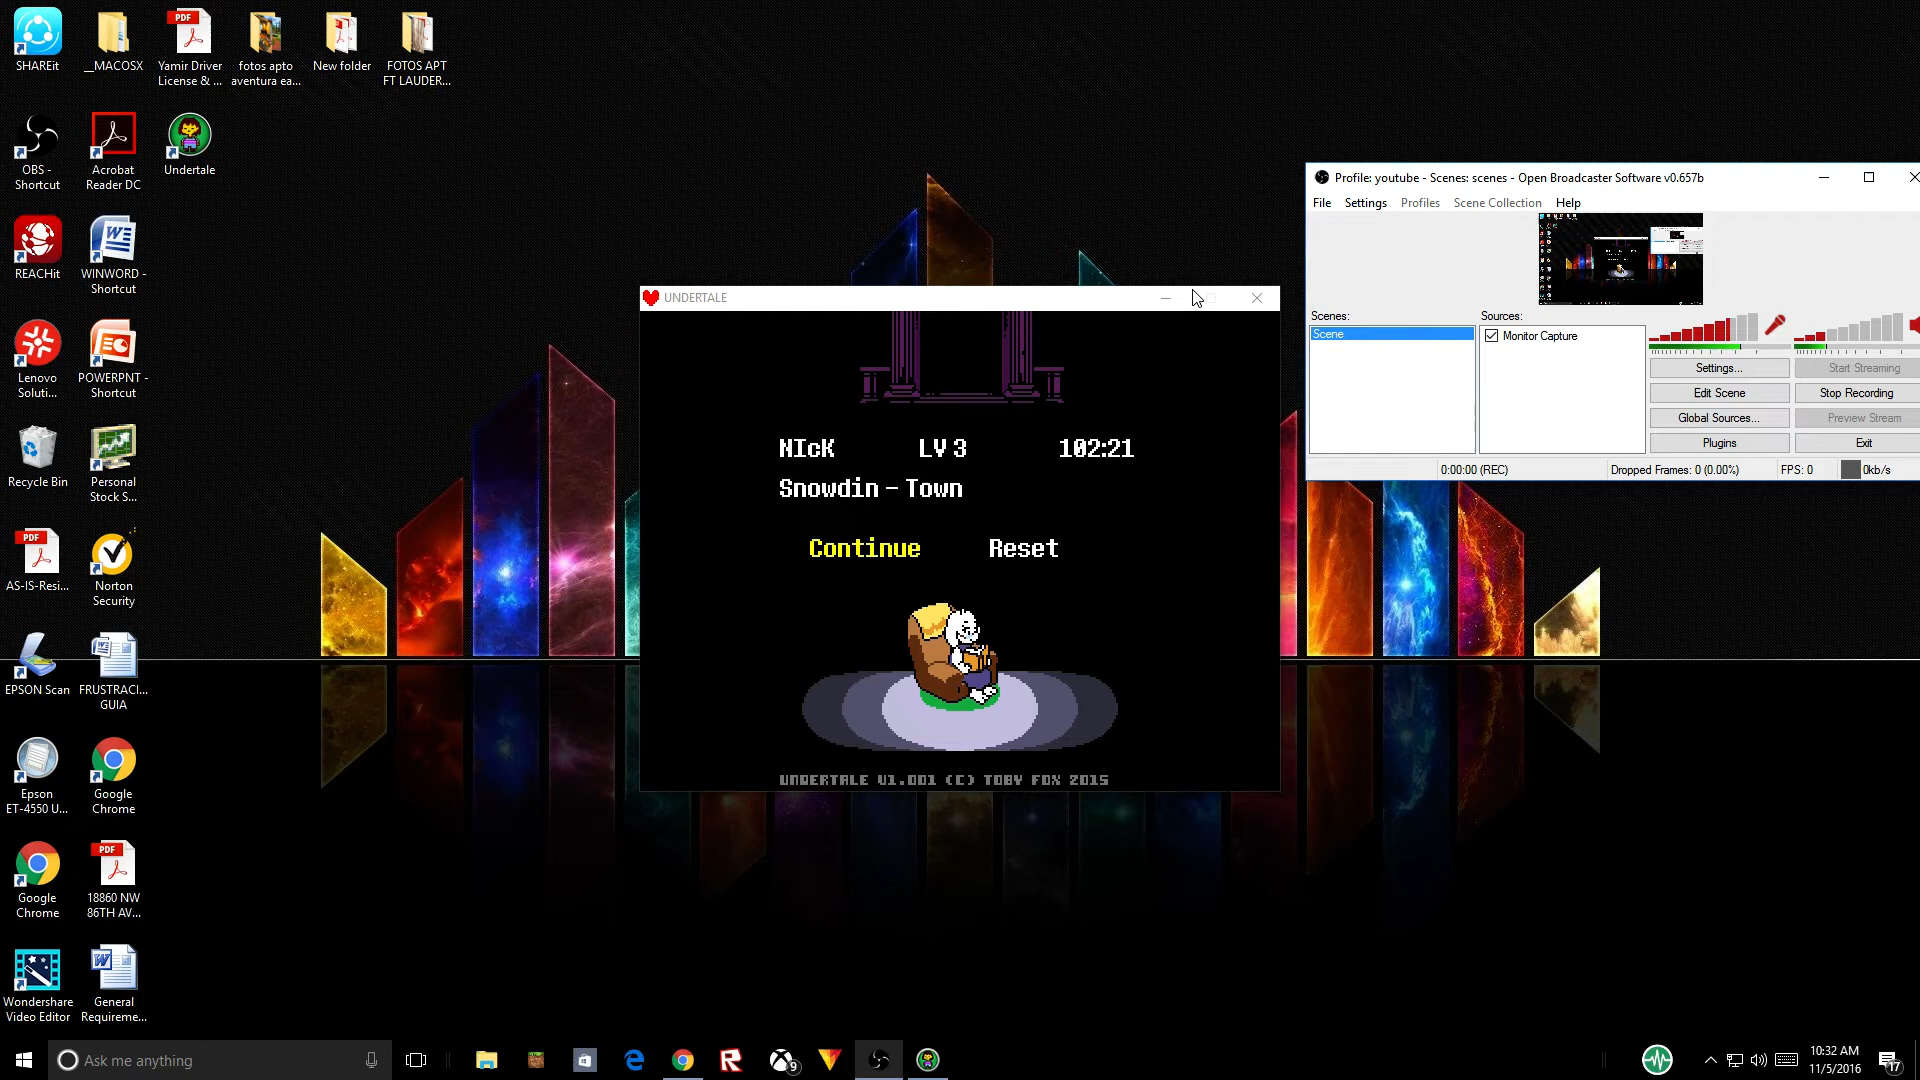 SHAREit
__MACOSX
Yamir Driver
License & ...
fotos apto
aventura ea...
New folder
FOTOS APT
FT LAUDER...
OBS -
Shortcut
Acrobat
Reader DC
Undertale
REACHit
WINWORD -
Shortcut
Lenovo
Soluti...
POWERPNT -
Shortcut
Recycle Bin
Personal
Stock S...
AS-IS-Resi...
Norton
Security
EPSON Scan
FRUSTRACI...
GUIA
Epson
ET-4550 U...
Google
Chrome
Google
Chrome
18860 NW
86TH AV...
Wondershare
Video Editor
General
Requireme...
UNDERTALE
NIcK LV 3 102:21
Snowdin - Town
Continue Reset
UNDERTALE V1.001 (C) TOBY FOX 2015
Profile: youtube - Scenes: scenes - Open Broadcaster Software v0.657b
File Settings Profiles Scene Collection Help
Scenes:
Scene
Sources:
Monitor Capture
Settings... Start Streaming
Edit Scene Stop Recording
Global Sources... Preview Stream
Plugins Exit
0:00:00 (REC) Dropped Frames: 0 (0.00%) FPS: 0 0kb/s
Ask me anything
9
10:32 AM
11/5/2016
17